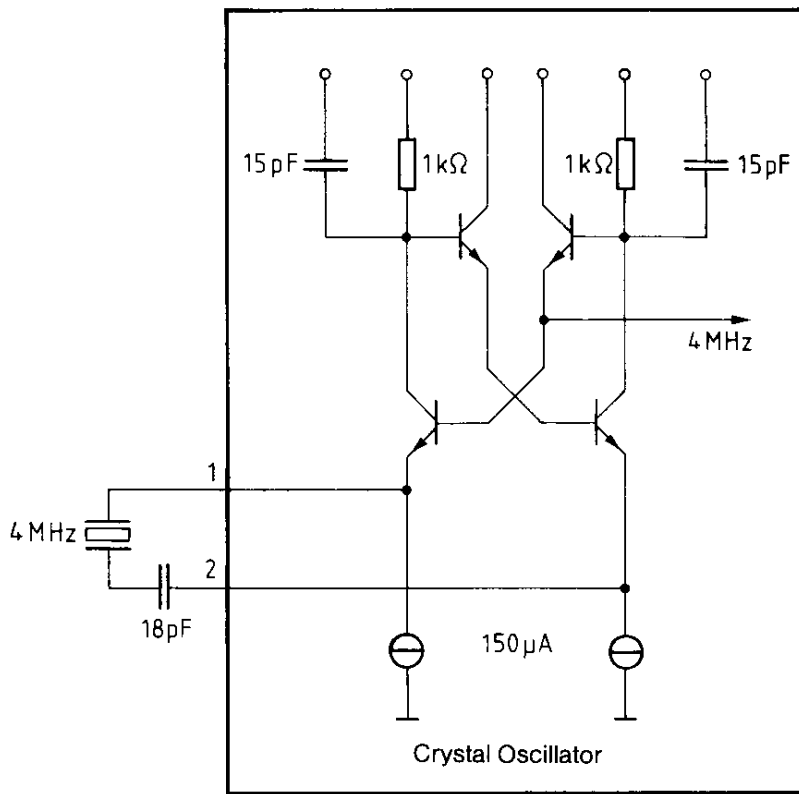 15pF
1kΩ
1kΩ
15pF
4MHz
1
4MHz
2
18pF
150µA
Crystal Oscillator